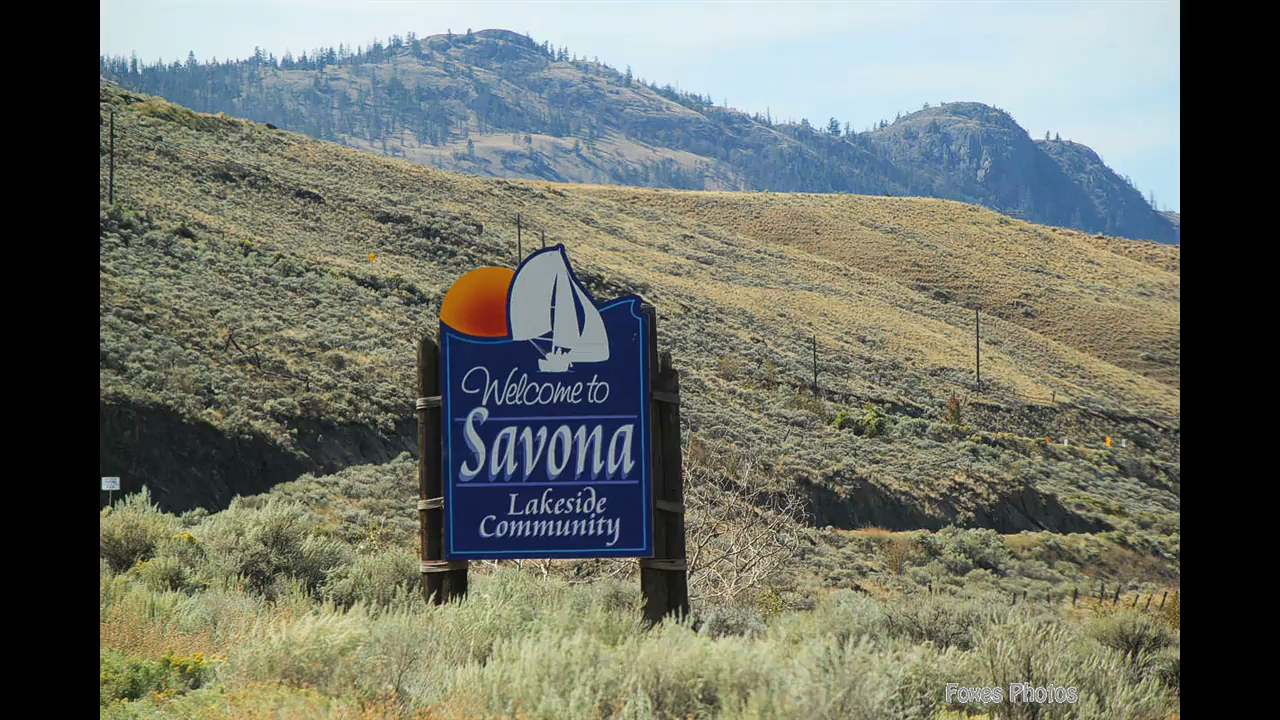 Welcome to
Savona
Lakeside
Community
Foxes Photos